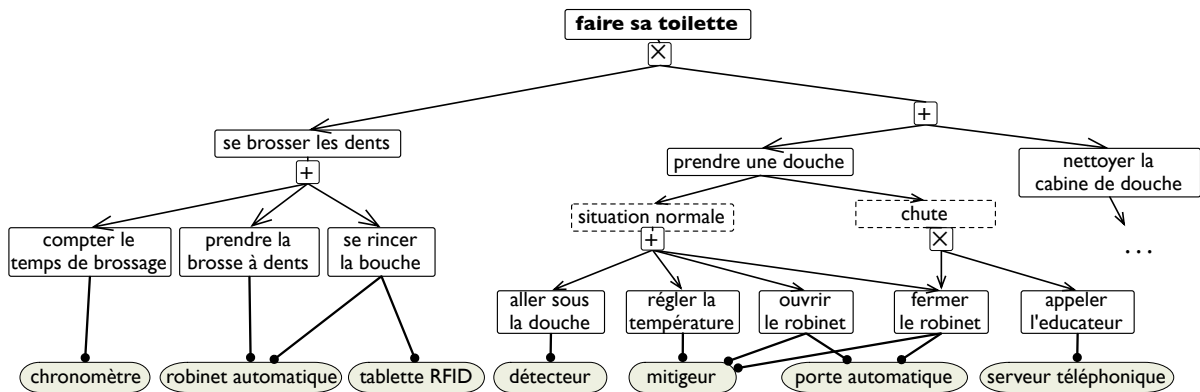 faire sa toilette
×
+
se brosser les dents
+
prendre une douche
nettoyer la
cabine de douche
situation normale
+
chute
×
...
compter le
temps de brossage
prendre la
brosse à dents
se rincer
la bouche
aller sous
la douche
régler la
température
ouvrir
le robinet
fermer
le robinet
appeler
l'educateur
chronomètre
robinet automatique
tablette RFID
détecteur
mitigeur
porte automatique
serveur téléphonique